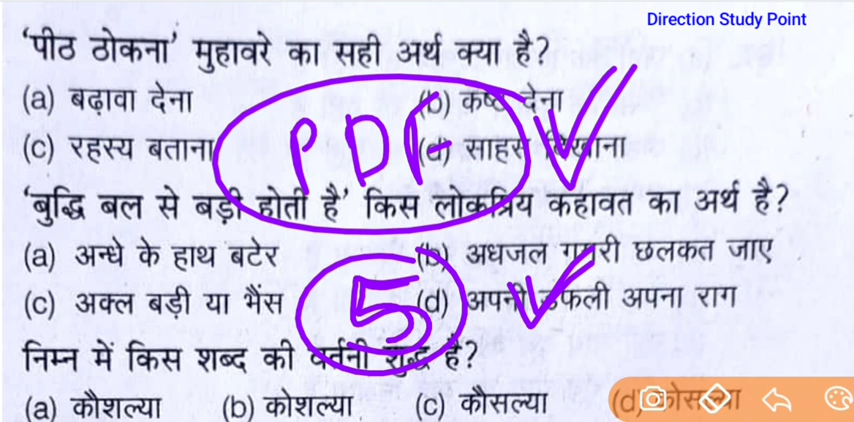 Direction Study Point
‘पीठ ठोकना’ मुहावरे का सही अर्थ क्या है?
(a) बढ़ावा देना (b) कष्ट देना
(c) रहस्य बताना (d) साहस दिखाना
PDF
‘बुद्धि बल से बड़ी होती है’ किस लोकप्रिय कहावत का अर्थ है?
(a) अन्धे के हाथ बटेर (b) अधजल गगरी छलकत जाए
(c) अक्ल बड़ी या भैंस (d) अपनी डफली अपना राग
5
निम्न में किस शब्द की वर्तनी शुद्ध है?
(a) कौशल्या (b) कोशल्या (c) कौसल्या (d) कोसल्या